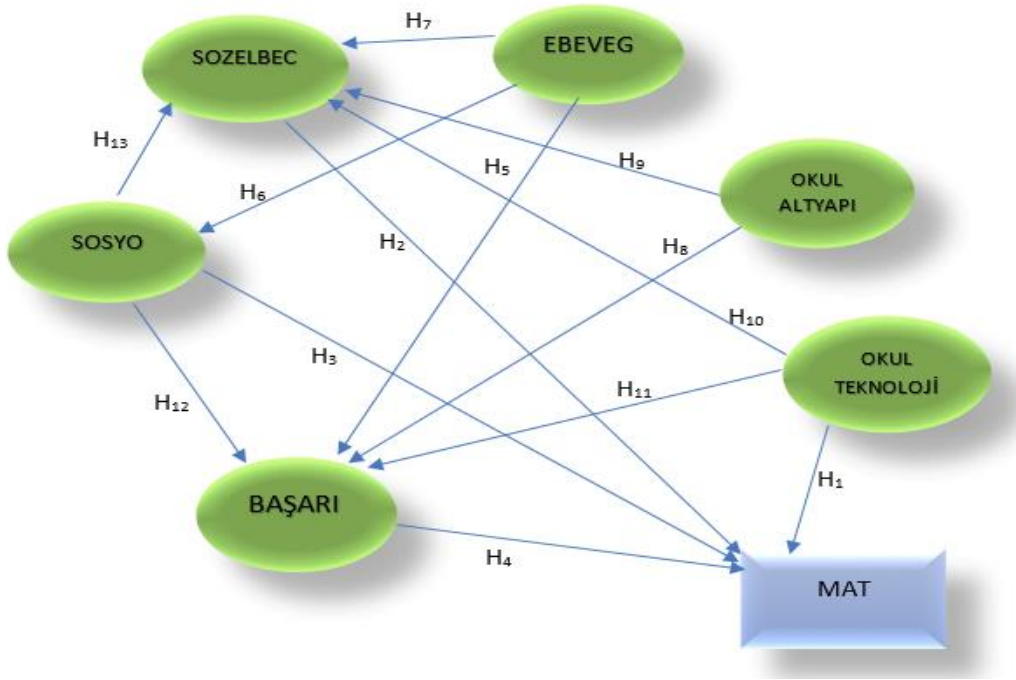 H₇
EBEVEG
SOZELBEC
H₁₃
H₅
H₉
OKUL
ALTYAPI
H₆
SOSYO
H₂
H₈
H₁₀
H₃
OKUL
TEKNOLOJİ
H₁₁
H₁₂
BAŞARI
H₁
H₄
MAT